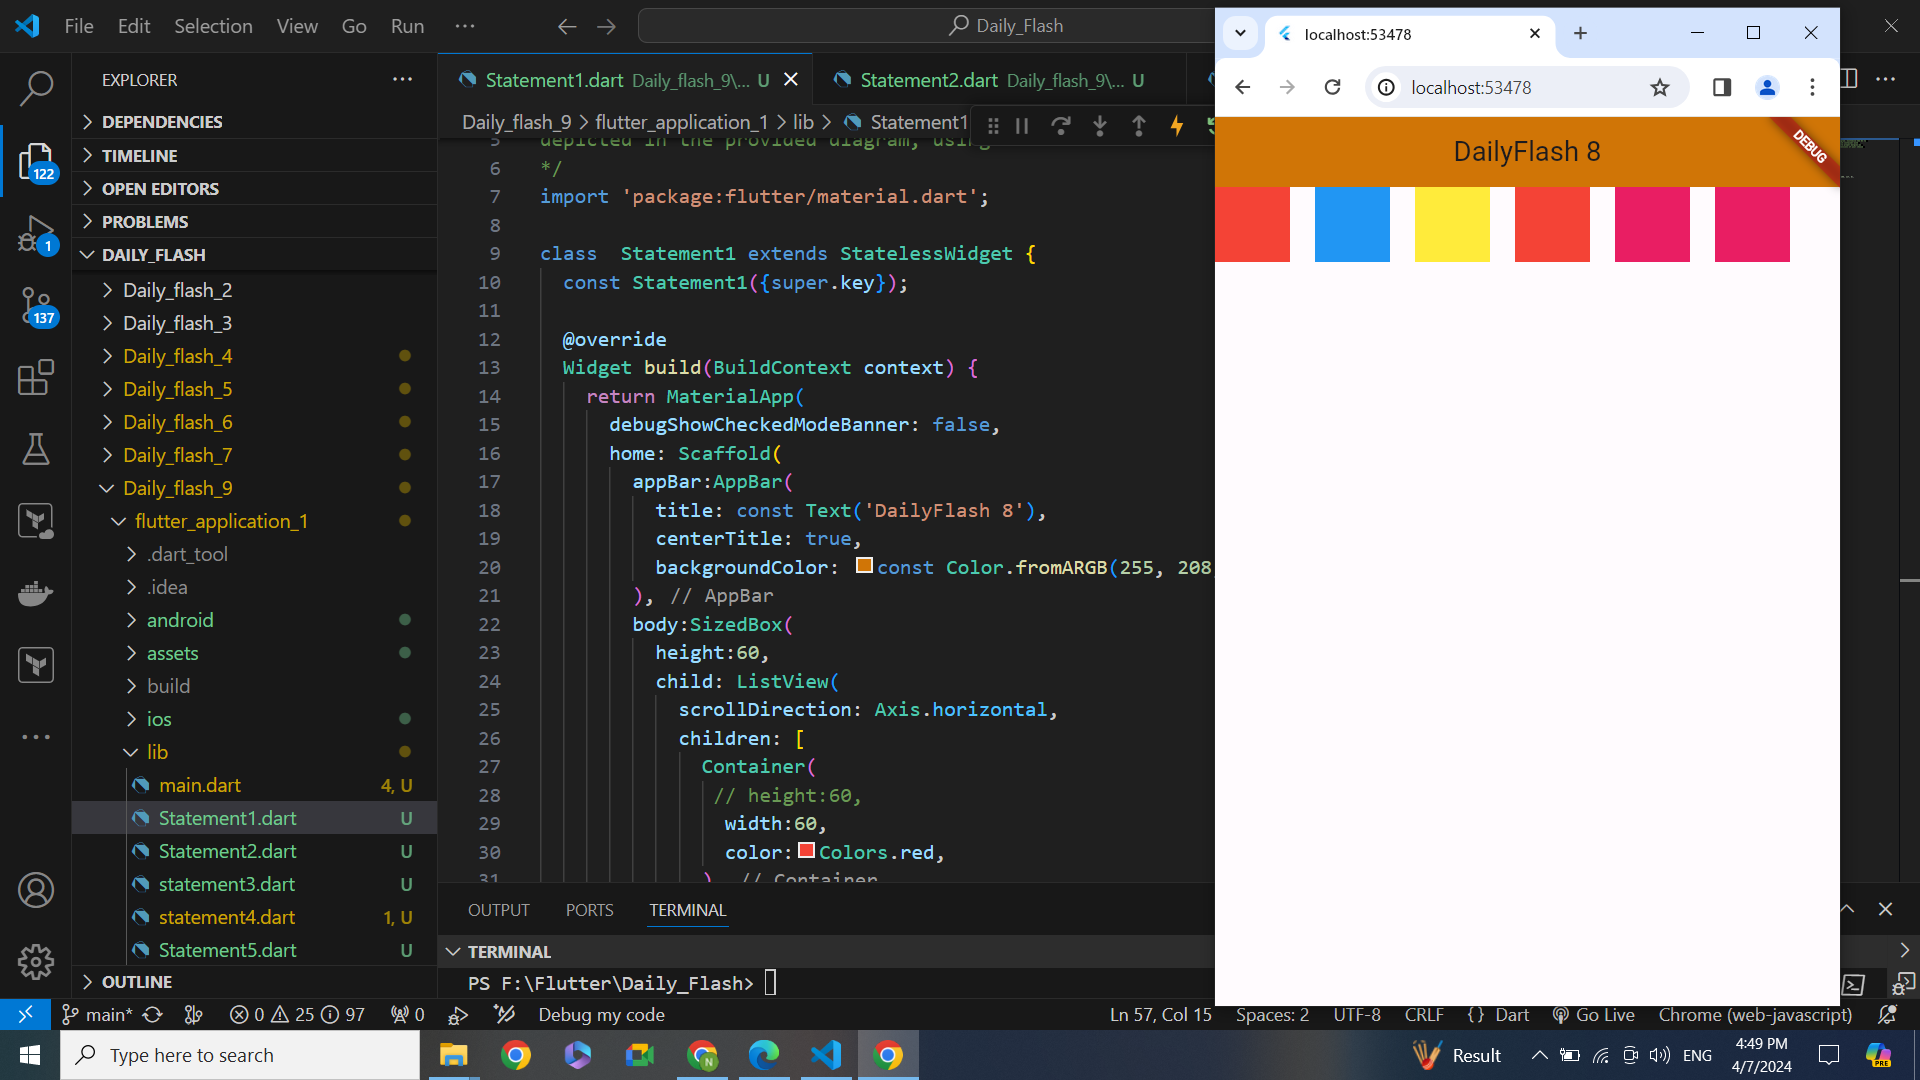 File Edit Selection View Go Run ··· Daily_Flash
EXPLORER
DEPENDENCIES
TIMELINE
OPEN EDITORS
PROBLEMS
DAILY_FLASH
Daily_flash_2
Daily_flash_3
Daily_flash_4
Daily_flash_5
Daily_flash_6
Daily_flash_7
Daily_flash_9
flutter_application_1
.dart_tool
.idea
android
assets
build
ios
lib
main.dart 4, U
Statement1.dart U
Statement2.dart U
statement3.dart U
statement4.dart 1, U
Statement5.dart U
OUTLINE
122
1
137
Statement1.dart Daily_flash_9\... U Statement2.dart Daily_flash_9\... U
Daily_flash_9 > flutter_application_1 > lib > Statement1
5 depicted in the provided diagram, using
6 */
7 import 'package:flutter/material.dart';
8
9 class  Statement1 extends StatelessWidget {
10 const Statement1({super.key});
11
12 @override
13 Widget build(BuildContext context) {
14 return MaterialApp(
15 debugShowCheckedModeBanner: false,
16 home: Scaffold(
17 appBar:AppBar(
18 title: const Text('DailyFlash 8'),
19 centerTitle: true,
20 backgroundColor: const Color.fromARGB(255, 208
21 ), // AppBar
22 body:SizedBox(
23 height:60,
24 child: ListView(
25 scrollDirection: Axis.horizontal,
26 children: [
27 Container(
28 // height:60,
29 width:60,
30 color: Colors.red,
31 ), // Container
OUTPUT PORTS TERMINAL
TERMINAL
PS F:\Flutter\Daily_Flash>
localhost:53478
localhost:53478
DailyFlash 8
DEBUG
main* 0 25 97 0 Debug my code Ln 57, Col 15 Spaces: 2 UTF-8 CRLF {} Dart Go Live Chrome (web-javascript)
Type here to search N Result ENG 4:49 PM
4/7/2024
PRE